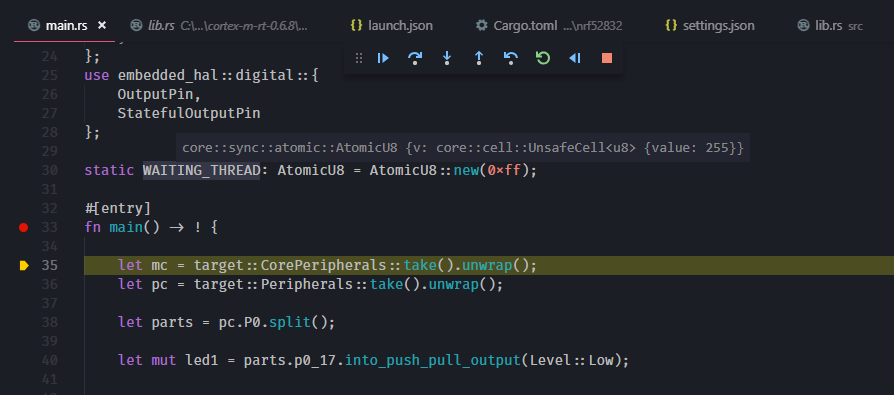 main.rs lib.rs C:\...\cortex-m-rt-0.6.8\... {} launch.json Cargo.toml ...\nrf52832 {} settings.json lib.rs src
24 };
25 use embedded_hal::digital::{
26 OutputPin,
27 StatefulOutputPin
28 };
29 core::sync::atomic::AtomicU8 {v: core::cell::UnsafeCell<u8> {value: 255}}
30 static WAITING_THREAD: AtomicU8 = AtomicU8::new(0xff);
31
32 #[entry]
33 fn main() -> ! {
34
35 let mc = target::CorePeripherals::take().unwrap();
36 let pc = target::Peripherals::take().unwrap();
37
38 let parts = pc.P0.split();
39
40 let mut led1 = parts.p0_17.into_push_pull_output(Level::Low);
41